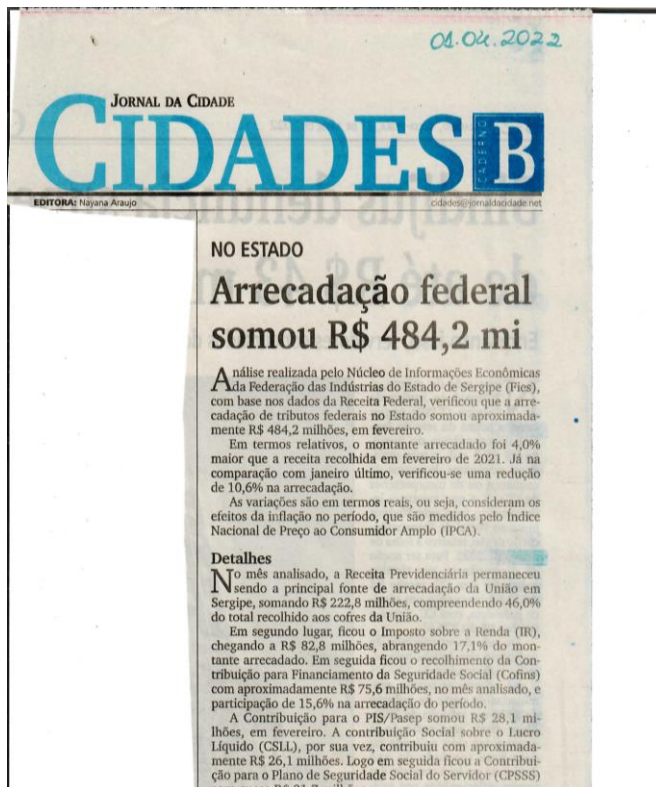 01.04.2022
JORNAL DA CIDADE
CIDADES
CADERNO
B
EDITORA: Nayana Araujo
cidades@jornaldacidade.net
NO ESTADO
Arrecadação federal
somou R$ 484,2 mi
Análise realizada pelo Núcleo de Informações Econômicas
da Federação das Indústrias do Estado de Sergipe (Fies),
com base nos dados da Receita Federal, verificou que a arre-
cadação de tributos federais no Estado somou aproximada-
mente R$ 484,2 milhões, em fevereiro.
Em termos relativos, o montante arrecadado foi 4,0%
maior que a receita recolhida em fevereiro de 2021. Já na
comparação com janeiro último, verificou-se uma redução
de 10,6% na arrecadação.
As variações são em termos reais, ou seja, consideram os
efeitos da inflação no período, que são medidos pelo Índice
Nacional de Preço ao Consumidor Amplo (IPCA).
Detalhes
No mês analisado, a Receita Previdenciária permaneceu
sendo a principal fonte de arrecadação da União em
Sergipe, somando R$ 222,8 milhões, compreendendo 46,0%
do total recolhido aos cofres da União.
Em segundo lugar, ficou o Imposto sobre a Renda (IR),
chegando a R$ 82,8 milhões, abrangendo 17,1% do mon-
tante arrecadado. Em seguida ficou o recolhimento da Con-
tribuição para Financiamento da Seguridade Social (Cofins)
com aproximadamente R$ 75,6 milhões, no mês analisado, e
participação de 15,6% na arrecadação do período.
A Contribuição para o PIS/Pasep somou R$ 28,1 mi-
lhões, em fevereiro. A contribuição Social sobre o Lucro
Líquido (CSLL), por sua vez, contribuiu com aproximada-
mente R$ 26,1 milhões. Logo em seguida ficou a Contribui-
ção para o Plano de Seguridade Social do Servidor (CPSSS)